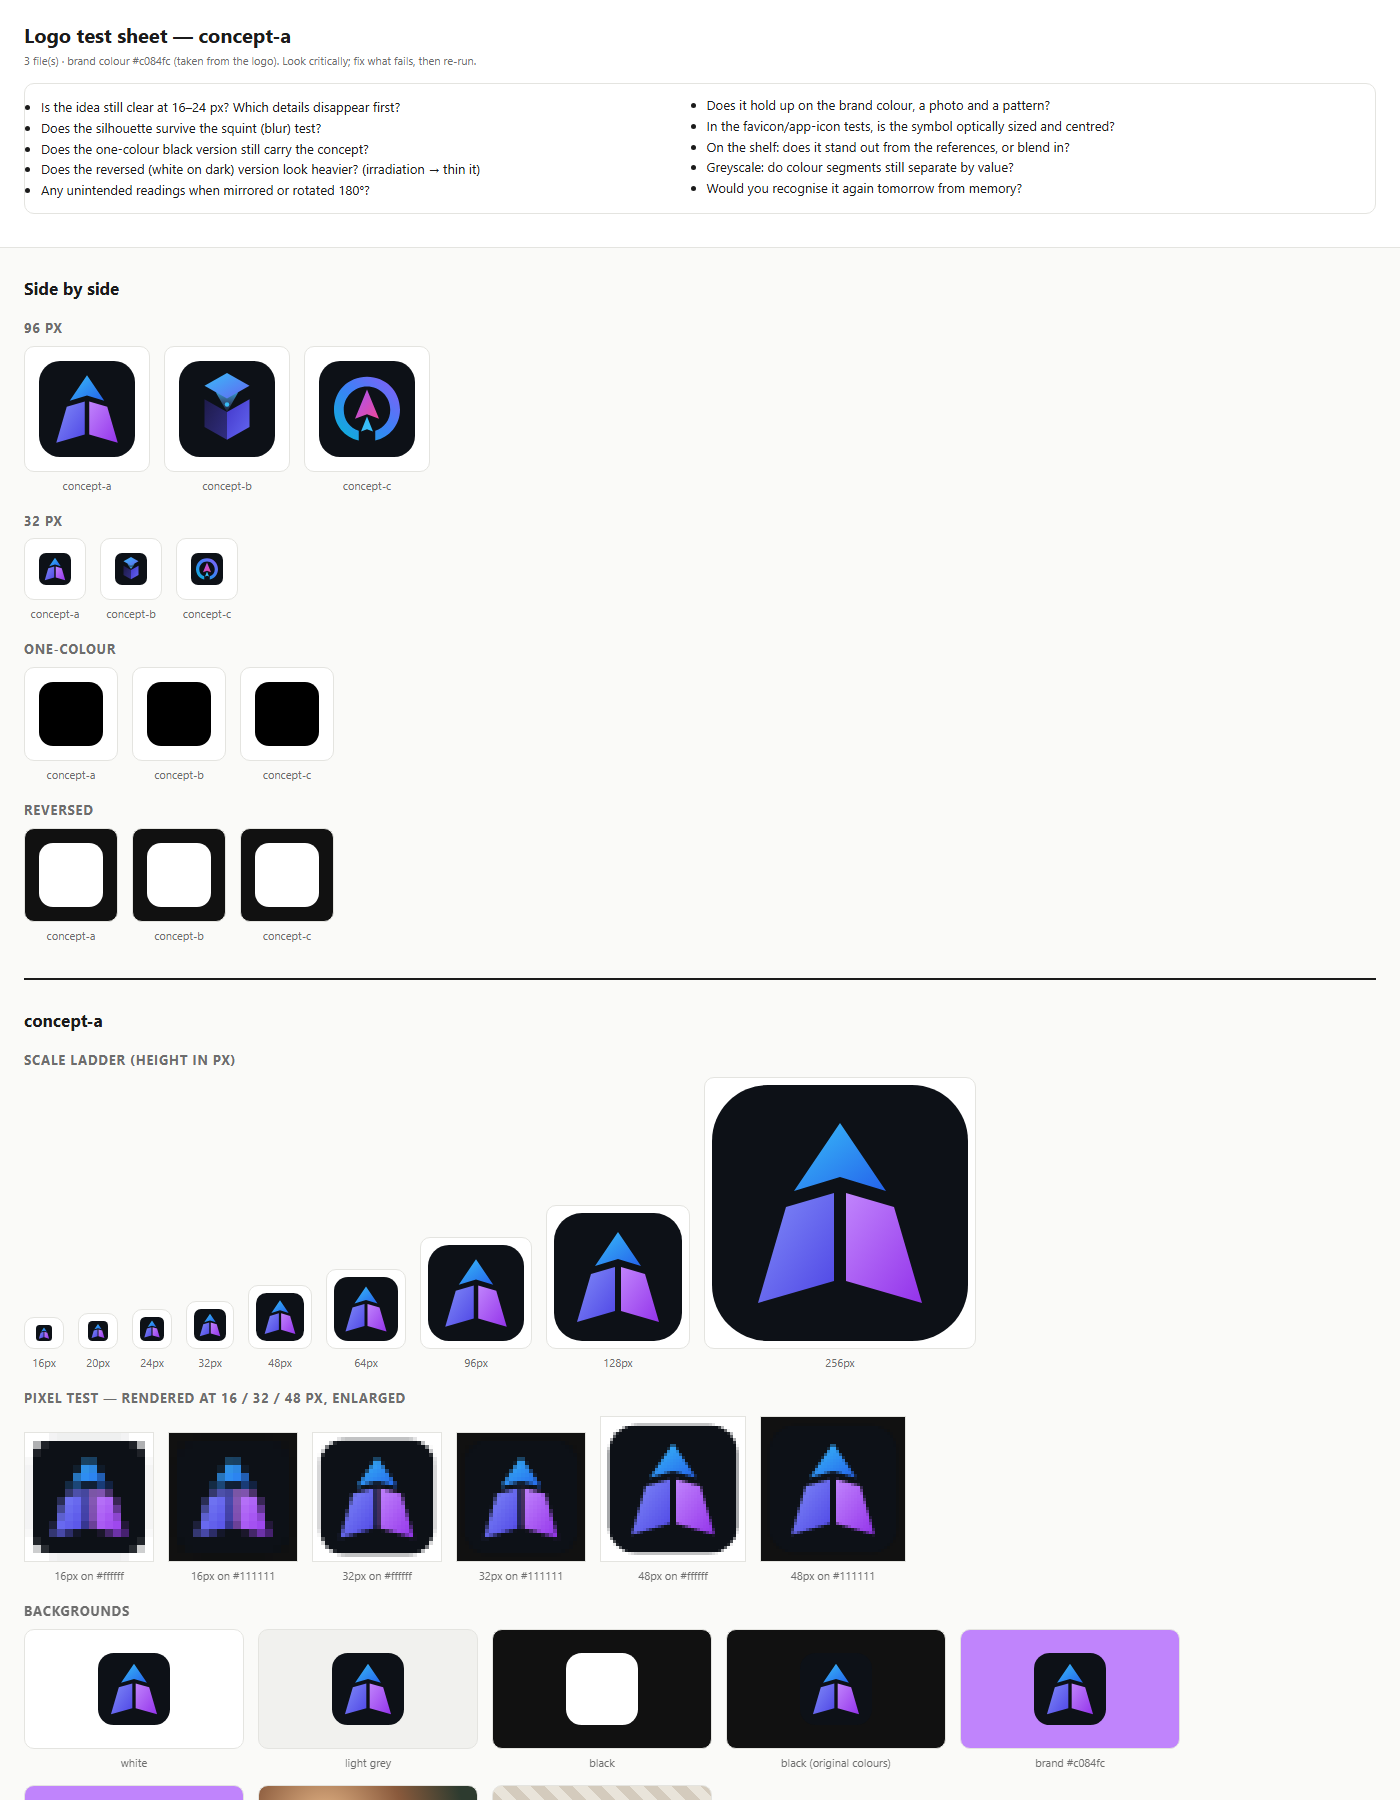 Logo test sheet — concept-a
3 file(s) · brand colour #c084fc (taken from the logo). Look critically; fix what fails, then re-run.
Is the idea still clear at 16–24 px? Which details disappear first?
Does the silhouette survive the squint (blur) test?
Does the one-colour black version still carry the concept?
Does the reversed (white on dark) version look heavier? (irradiation → thin it)
Any unintended readings when mirrored or rotated 180°?
Does it hold up on the brand colour, a photo and a pattern?
In the favicon/app-icon tests, is the symbol optically sized and centred?
On the shelf: does it stand out from the references, or blend in?
Greyscale: do colour segments still separate by value?
Would you recognise it again tomorrow from memory?
Side by side
96 PX
concept-a concept-b concept-c
32 PX
concept-a concept-b concept-c
ONE-COLOUR
concept-a concept-b concept-c
REVERSED
concept-a concept-b concept-c
concept-a
SCALE LADDER (HEIGHT IN PX)
16px 20px 24px 32px 48px 64px 96px 128px 256px
PIXEL TEST — RENDERED AT 16 / 32 / 48 PX, ENLARGED
16px on #ffffff 16px on #111111 32px on #ffffff 32px on #111111 48px on #ffffff 48px on #111111
BACKGROUNDS
white light grey black black (original colours) brand #c084fc